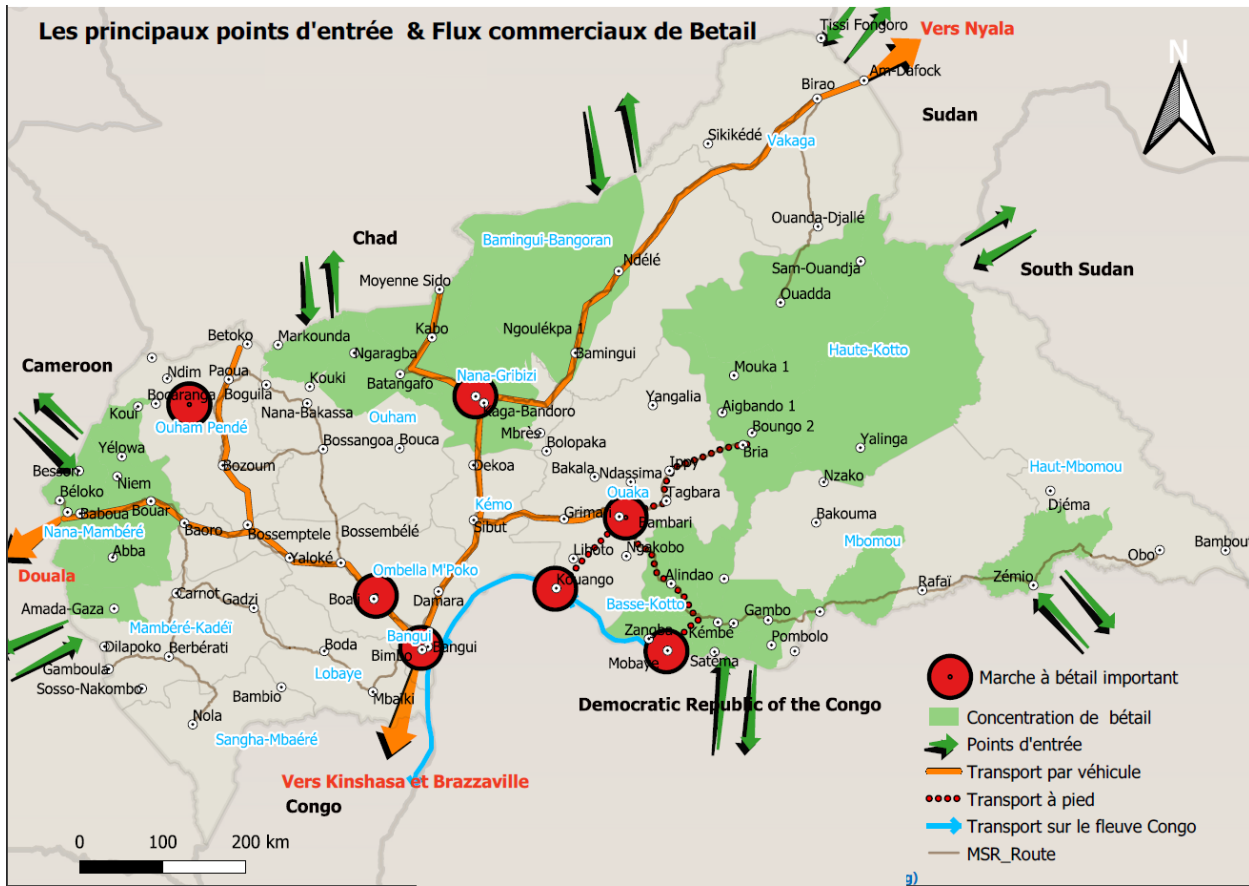 Les principaux points d'entrée & Flux commerciaux de Betail
Tissi Fongoro
Vers Nyala
N
Am-Dafock
Birao
Sudan
Sikikédé
Vakaga
Ouanda-Djallé
Chad
Bamingui-Bangoran
Sam-Ouandja
South Sudan
Moyenne Sido
Ndélé
Ouadda
Betoko
Markounda
Kabo
Ngoulékpa 1
Haute-Kotto
Cameroon
Ngaragba
Bamingui
Ndim
Paoua
Kouki
Batangafo
Nana-Gribizi
Mouka 1
Bocaranga
Boguila
Koui
Nana-Bakassa
Kaga-Bandoro
Yangalia
Aigbando 1
Ouham Pendé
Ouham
Mbrès
Boungo 2
Yélowa
Bossangoa
Bouca
Bolopaka
Bria
Yalinga
Besson
Bozoum
Dekoa
Bakala
Ndassima
Ippy
Haut-Mbomou
Niem
Nzako
Béloko
Ouaka
Tagbara
Djéma
Baboua
Bouar
Kémo
Grimari
Nana-Mambéré
Baoro
Bossemptele
Bossembélé
Sibut
Bambari
Bakouma
Abba
Yaloké
Mbomou
Obo
Bambouti
Lihoto
Ngakobo
Douala
Ombella M'Poko
Kouango
Alindao
Zémio
Carnot
Gadzi
Boali
Damara
Rafaï
Amada-Gaza
Basse-Kotto
Gambo
Mambéré-Kadéï
Bangui
Zangba
Kémbé
Dilapoko
Berbérati
Boda
Bimbo
Bangui
Mobaye
Satéma
Pombolo
Gamboula
Lobaye
Marche à bétail important
Sosso-Nakombo
Bambio
Mbaïki
Democratic Republic of the Congo
Nola
Concentration de bétail
Sangha-Mbaéré
Points d'entrée
Vers Kinshasa et Brazzaville
Transport par véhicule
Congo
Transport à pied
Transport sur le fleuve Congo
MSR_Route
0 100 200 km
g)